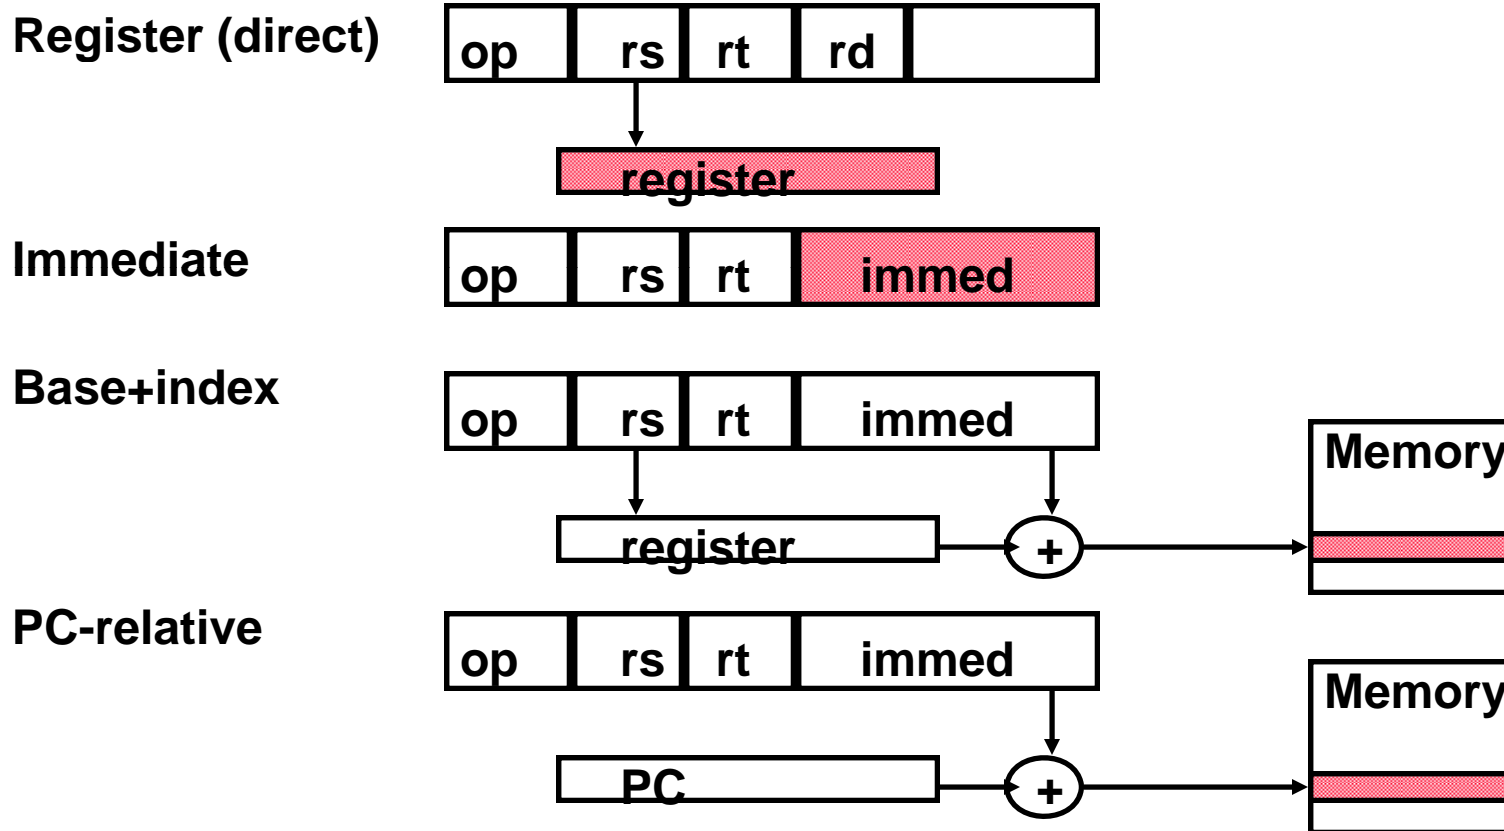 Register (direct)
op rs rt rd
register
Immediate
op rs rt immed
Base+index
op rs rt immed
Memory
register +
PC-relative
op rs rt immed
Memory
PC +